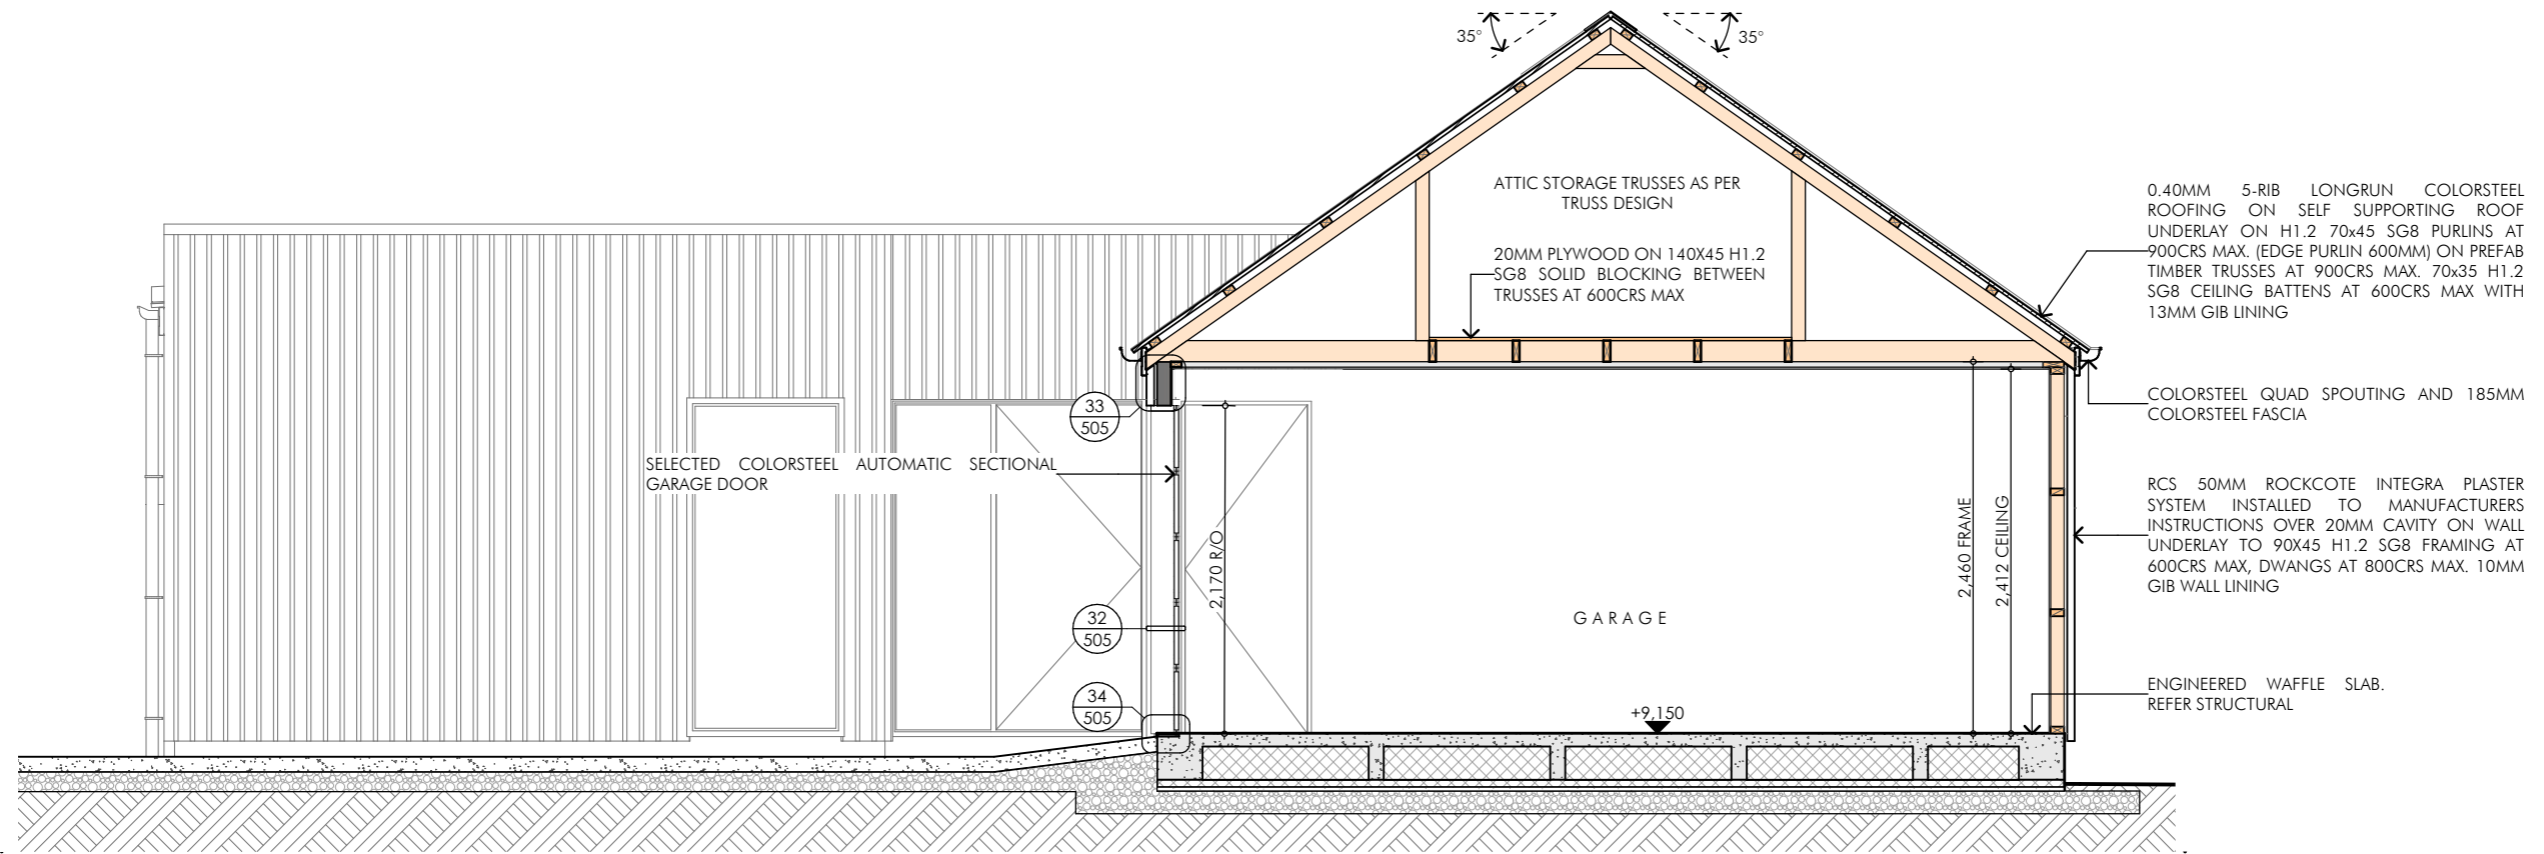 35°
35°
ATTIC STORAGE TRUSSES AS PER
TRUSS DESIGN
20MM PLYWOOD ON 140X45 H1.2
SG8 SOLID BLOCKING BETWEEN
TRUSSES AT 600CRS MAX
0.40MM 5-RIB LONGRUN COLORSTEEL
ROOFING ON SELF SUPPORTING ROOF
UNDERLAY ON H1.2 70x45 SG8 PURLINS AT
900CRS MAX. (EDGE PURLIN 600MM) ON PREFAB
TIMBER TRUSSES AT 900CRS MAX. 70x35 H1.2
SG8 CEILING BATTENS AT 600CRS MAX WITH
13MM GIB LINING
COLORSTEEL QUAD SPOUTING AND 185MM
COLORSTEEL FASCIA
33
505
SELECTED COLORSTEEL AUTOMATIC SECTIONAL
GARAGE DOOR
RCS 50MM ROCKCOTE INTEGRA PLASTER
SYSTEM INSTALLED TO MANUFACTURERS
INSTRUCTIONS OVER 20MM CAVITY ON WALL
UNDERLAY TO 90X45 H1.2 SG8 FRAMING AT
600CRS MAX, DWANGS AT 800CRS MAX. 10MM
GIB WALL LINING
2,170 R/O
2,460 FRAME
2,412 CEILING
32
505
GARAGE
34
505
+9,150
ENGINEERED WAFFLE SLAB.
REFER STRUCTURAL